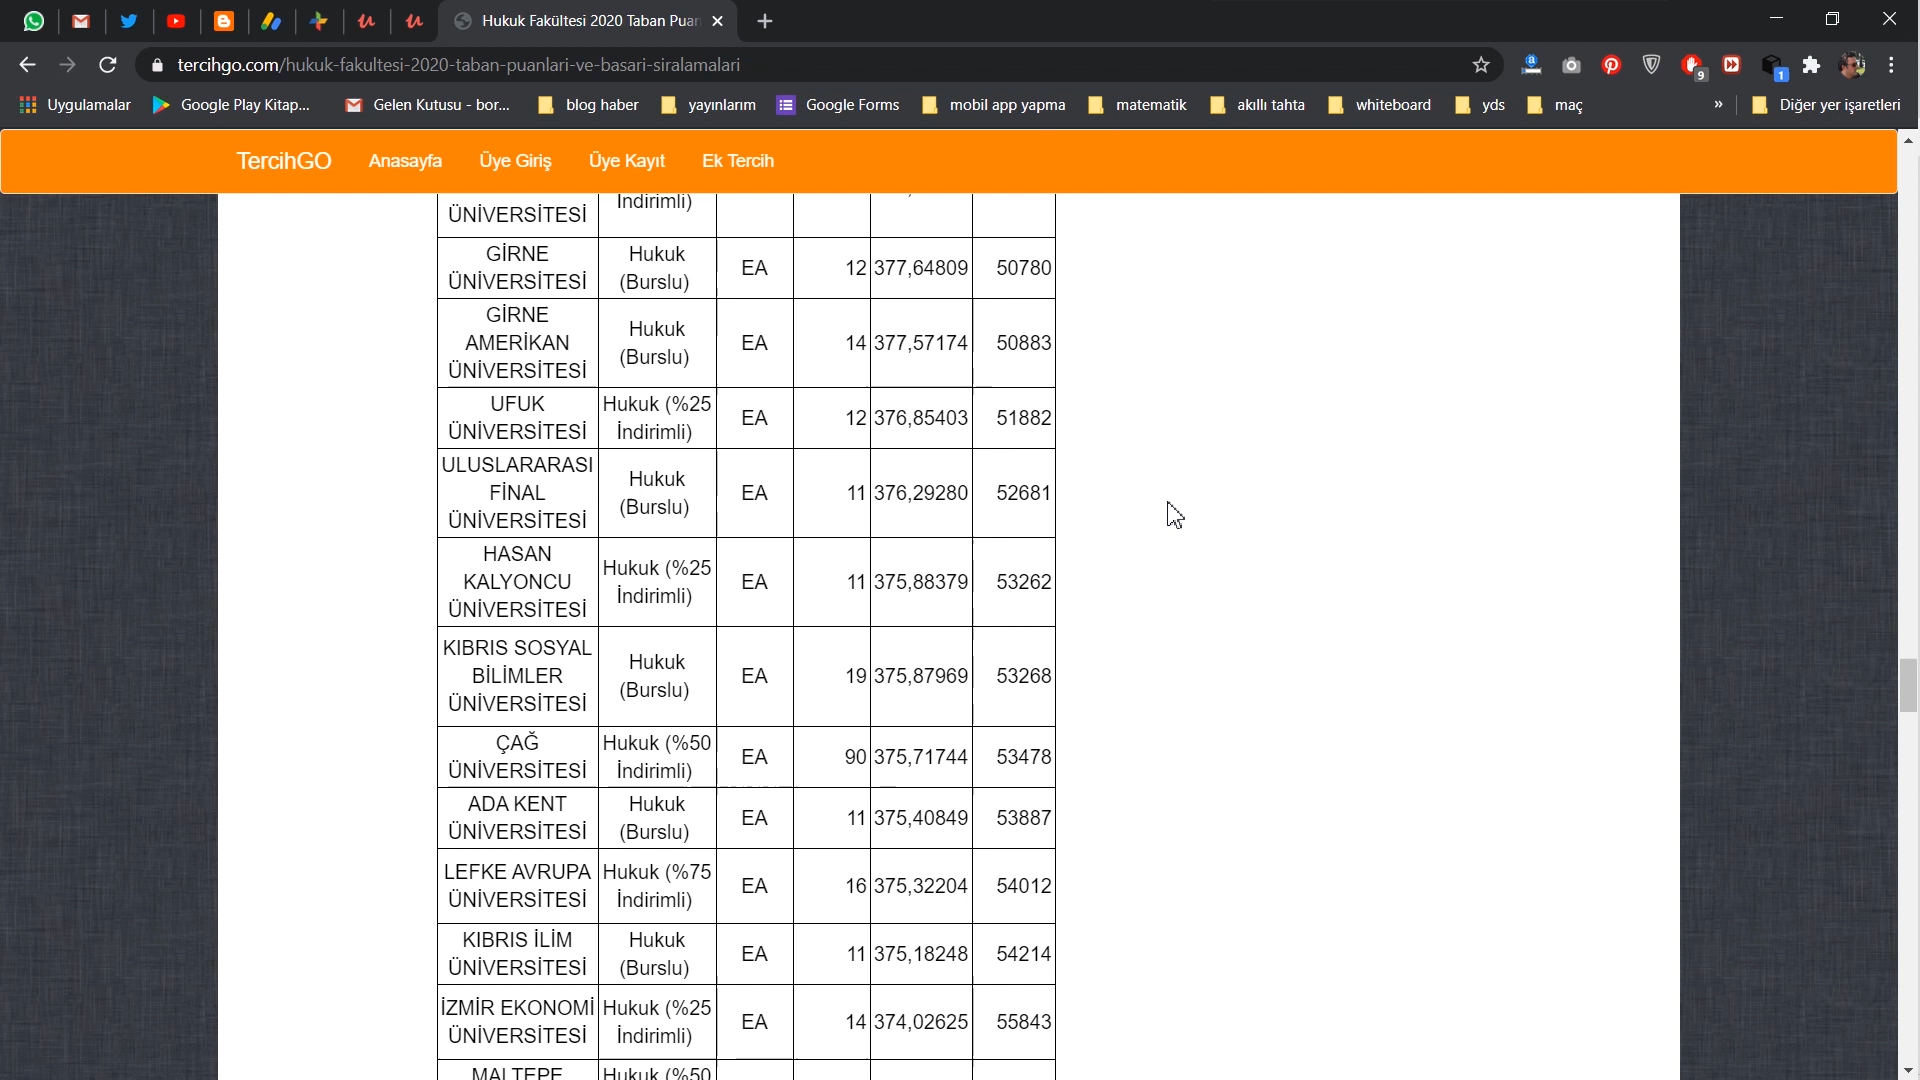 Hukuk Fakültesi 2020 Taban Puan
tercihgo.com/hukuk-fakultesi-2020-taban-puanlari-ve-basari-siralamalari
9
1
Uygulamalar
Google Play Kitap...
Gelen Kutusu - bor...
blog haber
yayınlarım
Google Forms
mobil app yapma
matematik
akıllı tahta
whiteboard
yds
maç
»
Diğer yer işaretleri
TercihGO
Anasayfa
Üye Giriş
Üye Kayıt
Ek Tercih
ÜNİVERSİTESİ
İndirimli)
GİRNE
ÜNİVERSİTESİ
Hukuk
(Burslu)
EA
12
377,64809
50780
GİRNE
AMERİKAN
ÜNİVERSİTESİ
Hukuk
(Burslu)
EA
14
377,57174
50883
UFUK
ÜNİVERSİTESİ
Hukuk (%25
İndirimli)
EA
12
376,85403
51882
ULUSLARARASI
FİNAL
ÜNİVERSİTESİ
Hukuk
(Burslu)
EA
11
376,29280
52681
HASAN
KALYONCU
ÜNİVERSİTESİ
Hukuk (%25
İndirimli)
EA
11
375,88379
53262
KIBRIS SOSYAL
BİLİMLER
ÜNİVERSİTESİ
Hukuk
(Burslu)
EA
19
375,87969
53268
ÇAĞ
ÜNİVERSİTESİ
Hukuk (%50
İndirimli)
EA
90
375,71744
53478
ADA KENT
ÜNİVERSİTESİ
Hukuk
(Burslu)
EA
11
375,40849
53887
LEFKE AVRUPA
ÜNİVERSİTESİ
Hukuk (%75
İndirimli)
EA
16
375,32204
54012
KIBRIS İLİM
ÜNİVERSİTESİ
Hukuk
(Burslu)
EA
11
375,18248
54214
İZMİR EKONOMİ
ÜNİVERSİTESİ
Hukuk (%25
İndirimli)
EA
14
374,02625
55843
MALTEPE
Hukuk (%50